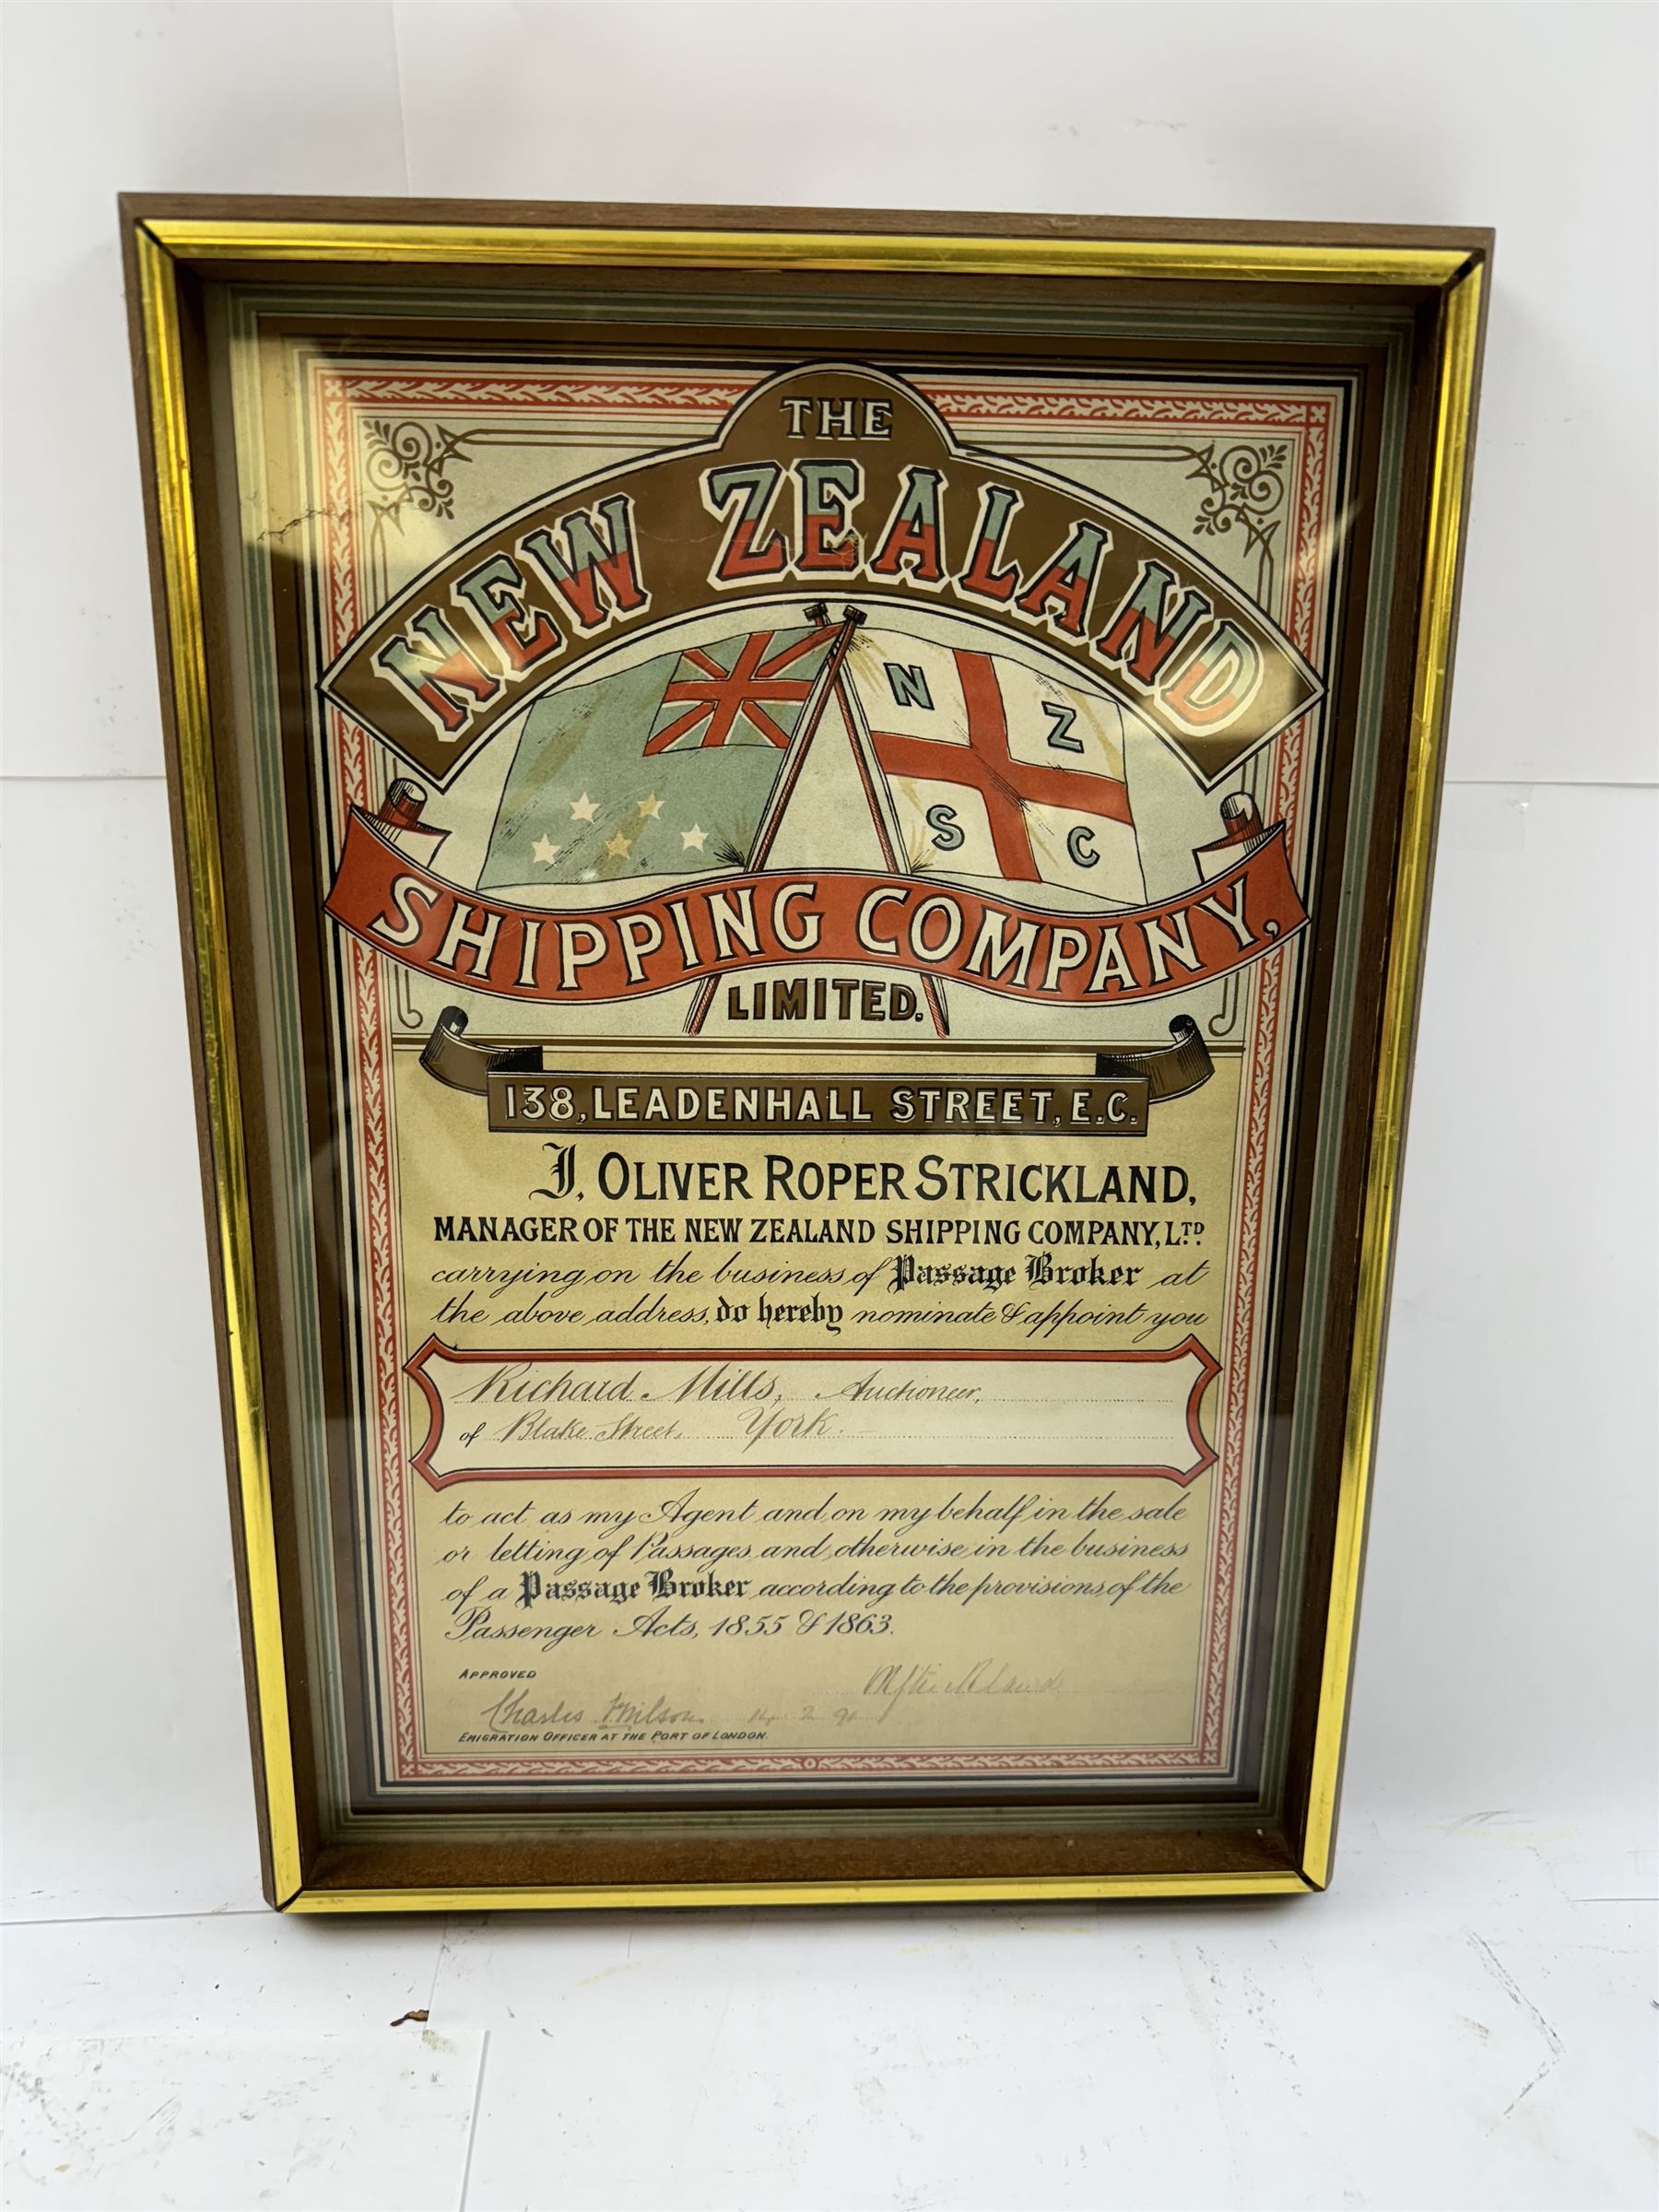 THE
NEW ZEALAND
N Z
S C
SHIPPING COMPANY,
LIMITED.
138, LEADENHALL STREET, E.C.
I, OLIVER ROPER STRICKLAND,
MANAGER OF THE NEW ZEALAND SHIPPING COMPANY, LTD.
carrying on the business of Passage Broker at
the above address, do hereby nominate & appoint you
Richard Mills, Auctioneer,
of Blake Street, York.
to act as my Agent and on my behalf in the sale
or letting of Passages and otherwise in the business
of a Passage Broker according to the provisions of the
Passenger Acts, 1855 & 1863.
APPROVED
Charles 14 2 91
EMIGRATION OFFICER AT THE PORT OF LONDON.